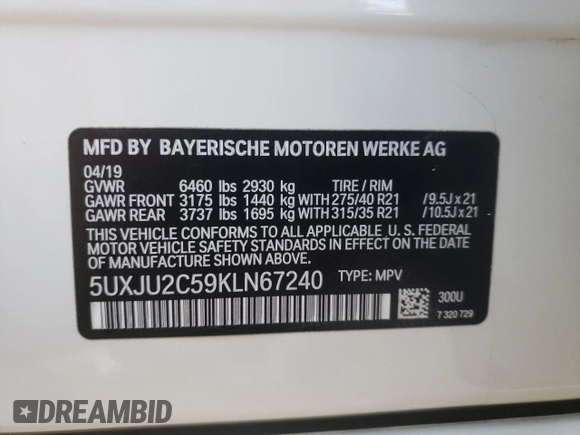 MFD BY BAYERISCHE MOTOREN WERKE AG
04/19
GVWR 6460 lbs 2930 kg TIRE / RIM
GAWR FRONT 3175 lbs 1440 kg WITH 275/40 R21 /9.5J x 21
GAWR REAR 3737 lbs 1695 kg WITH 315/35 R21 /10.5J x 21
THIS VEHICLE CONFORMS TO ALL APPLICABLE U. S. FEDERAL
MOTOR VEHICLE SAFETY STANDARDS IN EFFECT ON THE DATE OF
MANUFACTURE SHOWN ABOVE.
5UXJU2C59KLN67240 TYPE: MPV
300U
7 320 729
DREAMBID